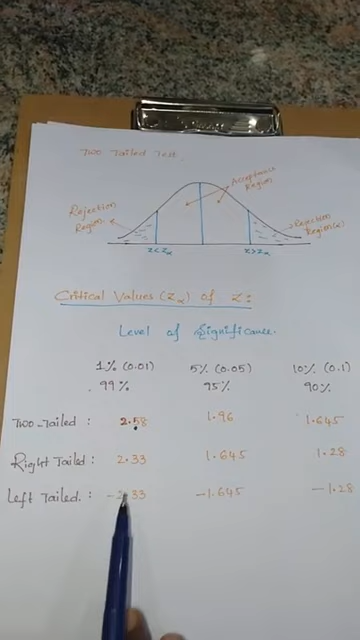 Two Tailed Test.
Acceptance
Region
Rejection
Region
Rejection
Z<Zα
Z>Zα
Critical Values (Zα) of Z:
Level of Significance.
1% (0.01) 5% (0.05) 10% (0.1)
99% 95% 90%
Two-Tailed: 2.58 1.96 1.645
Right Tailed: 2.33 1.645 1.28
Left Tailed: -2.33 -1.645 -1.28